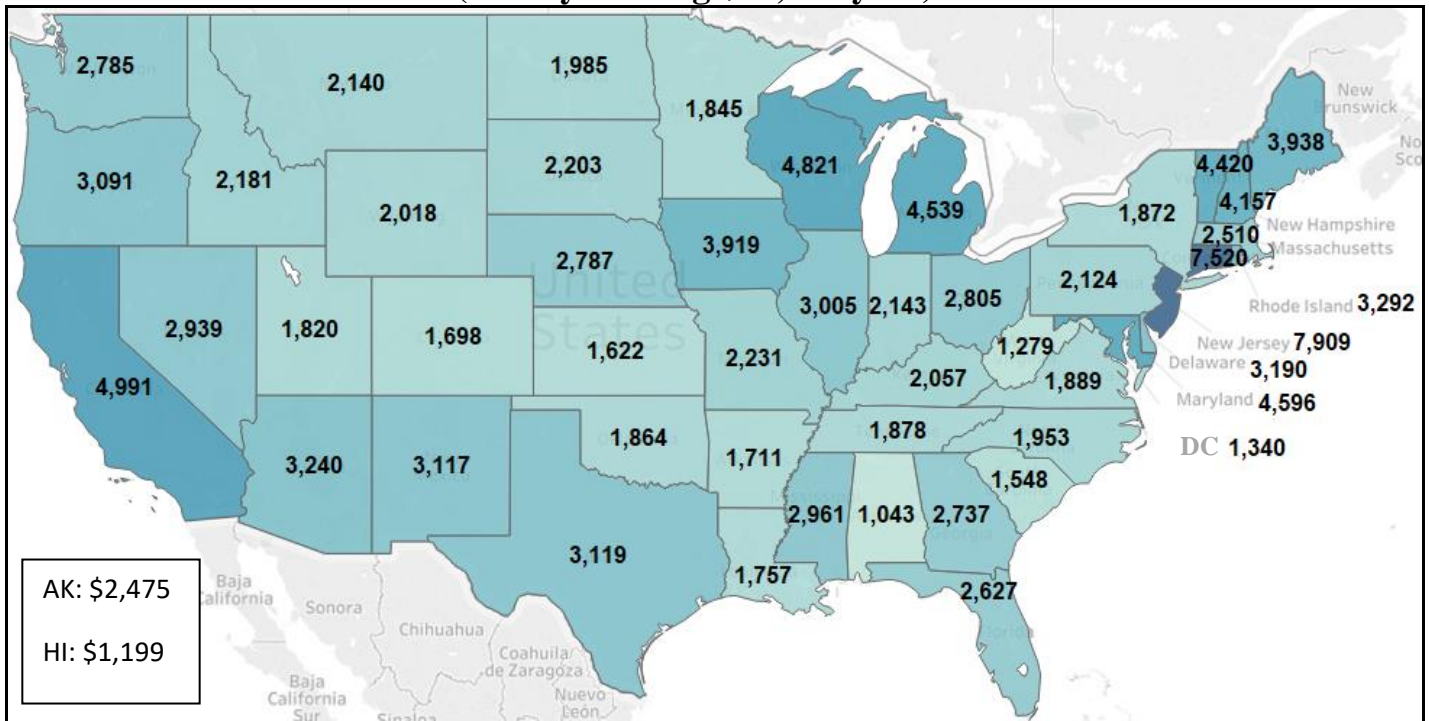 2,785
2,140
1,985
1,845
3,938
New
Brunswick
3,091
2,181
2,018
2,203
4,821
4,539
4,420
4,157
New Hampshire
1,872
2,510
Massachusetts
7,520
3,919
2,787
United
States
2,124
Rhode Island 3,292
2,939
1,820
1,698
1,622
2,231
3,005
2,143
2,805
1,279
New Jersey 7,909
Delaware 3,190
4,991
2,057
1,889
Maryland 4,596
3,240
3,117
1,864
1,711
1,878
1,953
DC 1,340
1,548
3,119
2,961
1,043
2,737
1,757
2,627
Florida
AK: $2,475
HI: $1,199
Baja
California
Sonora
Chihuahua
Coahuila
de Zaragoza
Baja
California
Sur
Nuevo
León